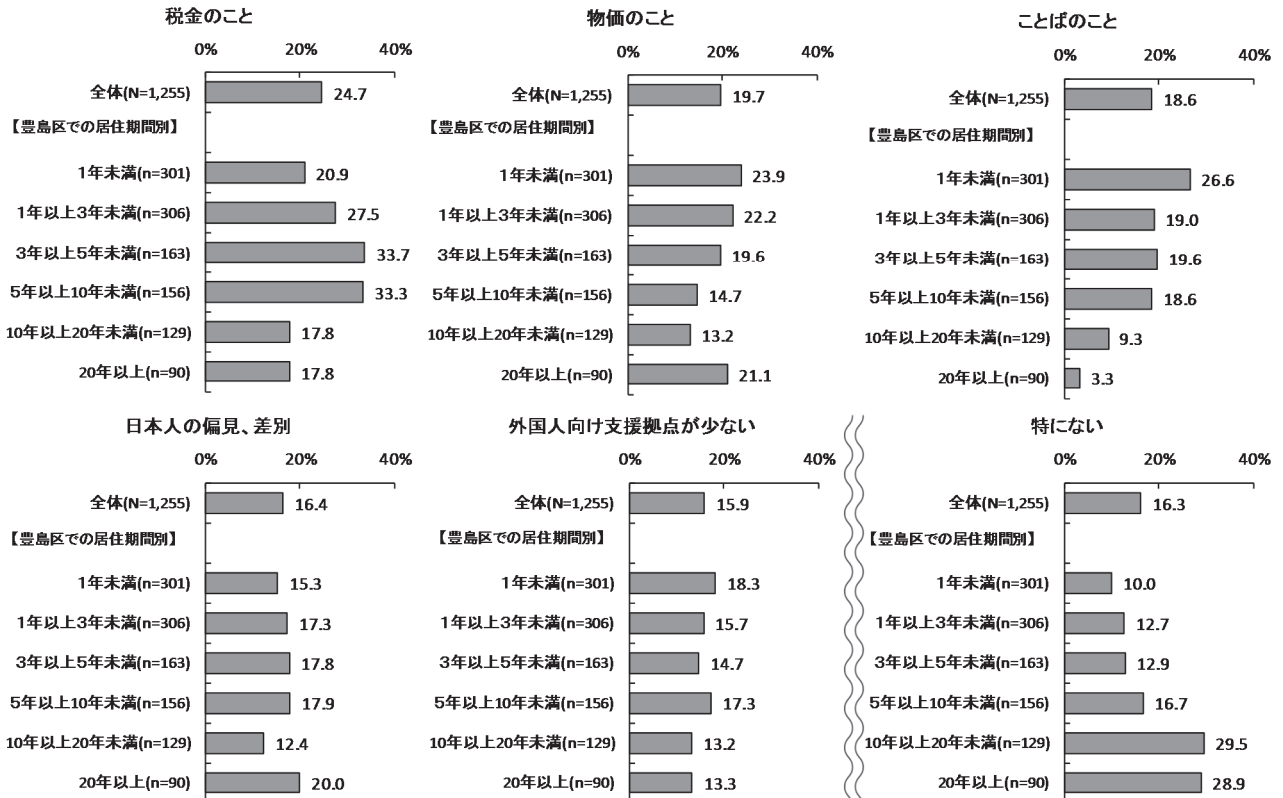 税金のこと
0% 20% 40%
全体(N=1,255) 24.7
【豊島区での居住期間別】
1年未満(n=301) 20.9
1年以上3年未満(n=306) 27.5
3年以上5年未満(n=163) 33.7
5年以上10年未満(n=156) 33.3
10年以上20年未満(n=129) 17.8
20年以上(n=90) 17.8
物価のこと
0% 20% 40%
全体(N=1,255) 19.7
【豊島区での居住期間別】
1年未満(n=301) 23.9
1年以上3年未満(n=306) 22.2
3年以上5年未満(n=163) 19.6
5年以上10年未満(n=156) 14.7
10年以上20年未満(n=129) 13.2
20年以上(n=90) 21.1
ことばのこと
0% 20% 40%
全体(N=1,255) 18.6
【豊島区での居住期間別】
1年未満(n=301) 26.6
1年以上3年未満(n=306) 19.0
3年以上5年未満(n=163) 19.6
5年以上10年未満(n=156) 18.6
10年以上20年未満(n=129) 9.3
20年以上(n=90) 3.3
日本人の偏見、差別
0% 20% 40%
全体(N=1,255) 16.4
【豊島区での居住期間別】
1年未満(n=301) 15.3
1年以上3年未満(n=306) 17.3
3年以上5年未満(n=163) 17.8
5年以上10年未満(n=156) 17.9
10年以上20年未満(n=129) 12.4
20年以上(n=90) 20.0
外国人向け支援拠点が少ない
0% 20% 40%
全体(N=1,255) 15.9
【豊島区での居住期間別】
1年未満(n=301) 18.3
1年以上3年未満(n=306) 15.7
3年以上5年未満(n=163) 14.7
5年以上10年未満(n=156) 17.3
10年以上20年未満(n=129) 13.2
20年以上(n=90) 13.3
特にない
0% 20% 40%
全体(N=1,255) 16.3
【豊島区での居住期間別】
1年未満(n=301) 10.0
1年以上3年未満(n=306) 12.7
3年以上5年未満(n=163) 12.9
5年以上10年未満(n=156) 16.7
10年以上20年未満(n=129) 29.5
20年以上(n=90) 28.9